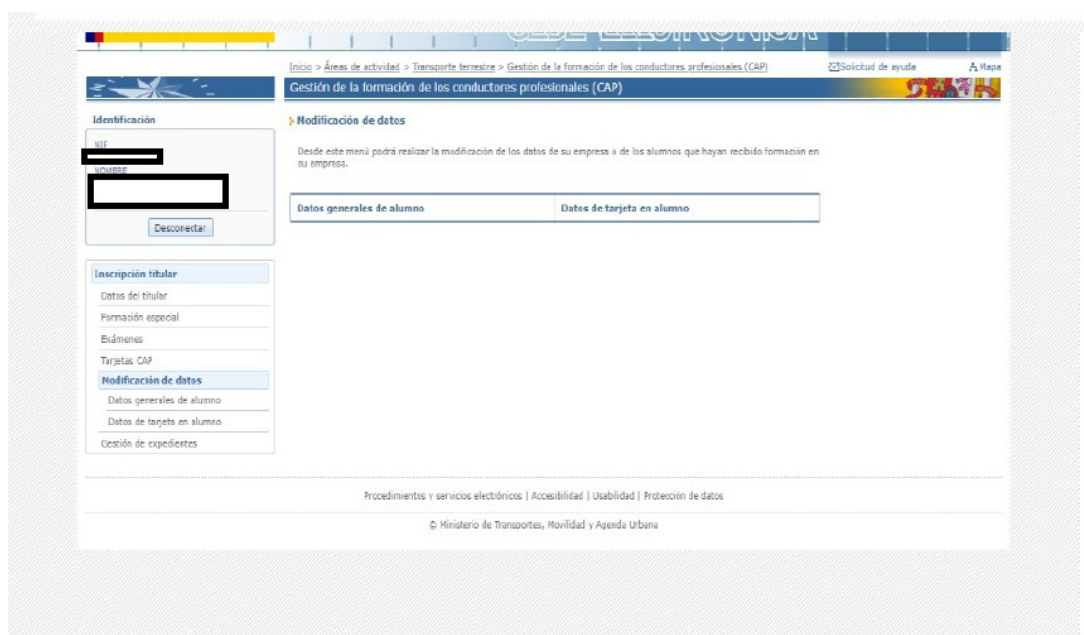 SEDE ELECTRÓNICA
Inicio > Áreas de actividad > Transporte terrestre > Gestión de la formación de los conductores profesionales (CAP)
Solicitud de ayuda
Mapa
Gestión de la formación de los conductores profesionales (CAP)
Identificación
NIF
NOMBRE
Desconectar
Modificación de datos
Desde este menú podrá realizar la modificación de los datos de su empresa o de los alumnos que hayan recibido formación en
su empresa.
Datos generales de alumno
Datos de tarjeta en alumno
Inscripción titular
Datos del titular
Formación especial
Exámenes
Tarjetas CAP
Modificación de datos
Datos generales de alumno
Datos de tarjeta en alumno
Gestión de expedientes
Procedimientos y servicios electrónicos | Accesibilidad | Usabilidad | Protección de datos
© Ministerio de Transportes, Movilidad y Agenda Urbana